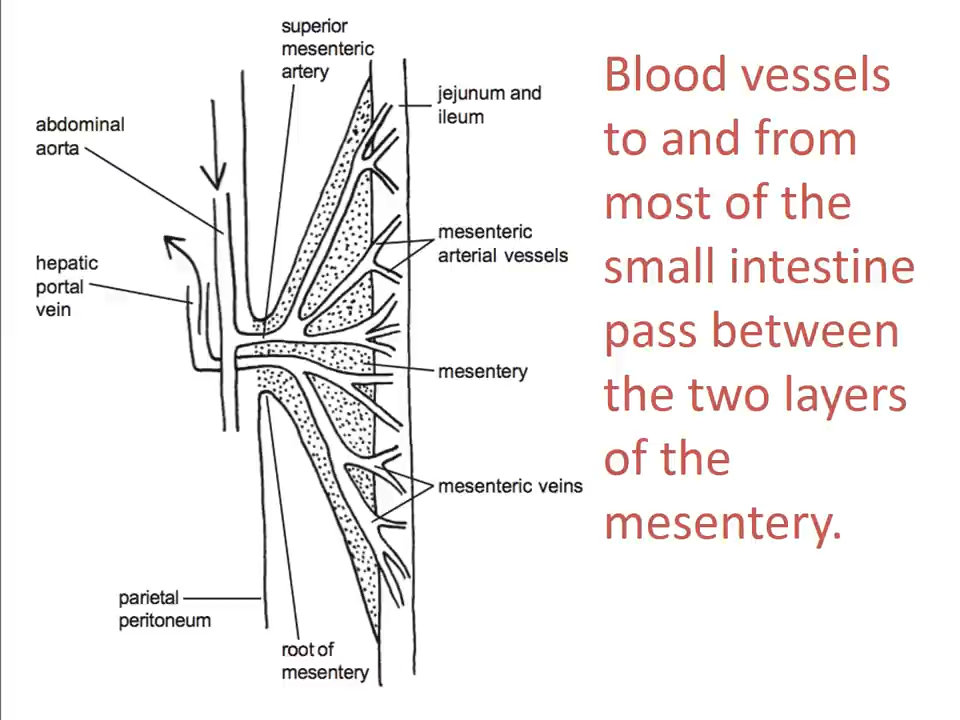 superior
mesenteric
artery
jejunum and
ileum
abdominal
aorta
mesenteric
arterial vessels
hepatic
portal
vein
mesentery
mesenteric veins
parietal
peritoneum
root of
mesentery
Blood vessels
to and from
most of the
small intestine
pass between
the two layers
of the
mesentery.